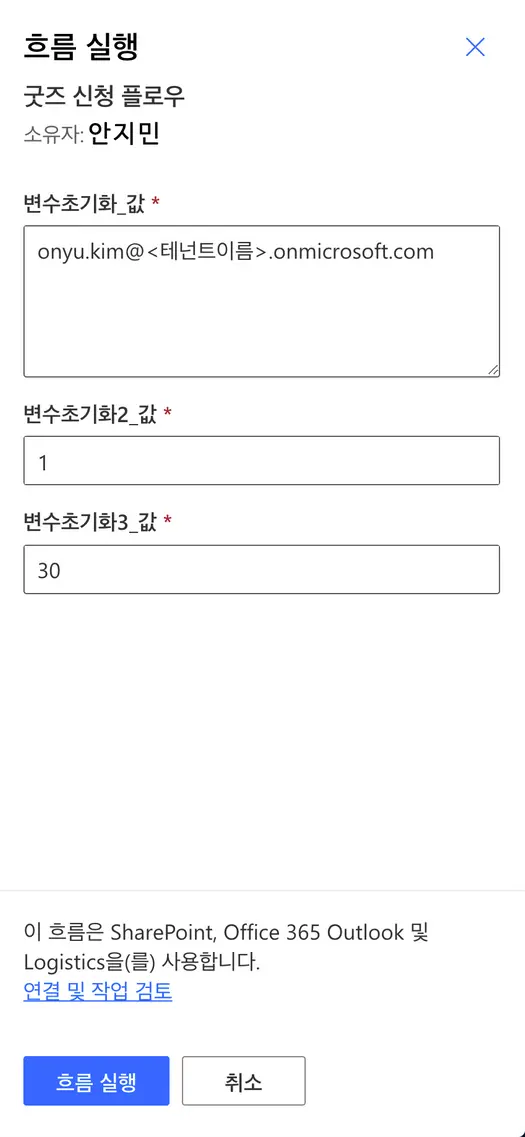 흐름 실행
굿즈 신청 플로우
소유자: 안지민
변수초기화_값 *
onyu.kim@<테넌트이름>.onmicrosoft.com
변수초기화2_값 *
1
변수초기화3_값 *
30
이 흐름은 SharePoint, Office 365 Outlook 및
Logistics을(를) 사용합니다.
연결 및 작업 검토
흐름 실행
취소